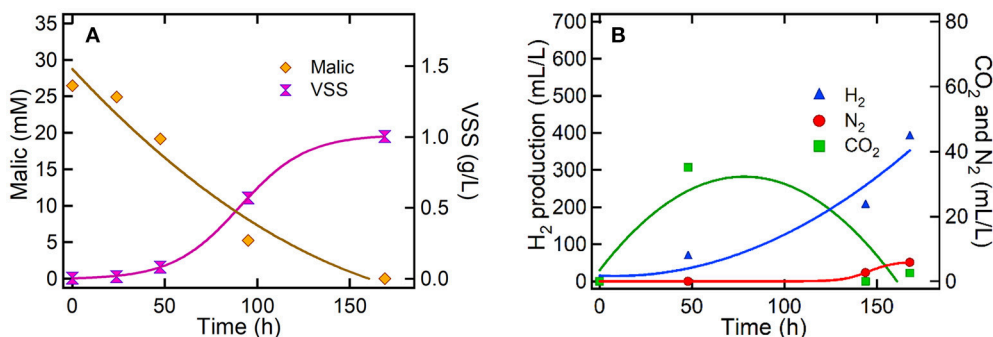 A
Malic
VSS
Malic (mM)
35
30
25
20
15
10
5
0
1.5
1.0
0.5
0.0
VSS (g/L)
0
50
100
150
Time (h)
B
H2
N2
CO2
H2 production (mL/L)
700
600
500
400
300
200
100
0
80
60
40
20
0
CO2 and N2 (mL/L)
0
50
100
150
Time (h)